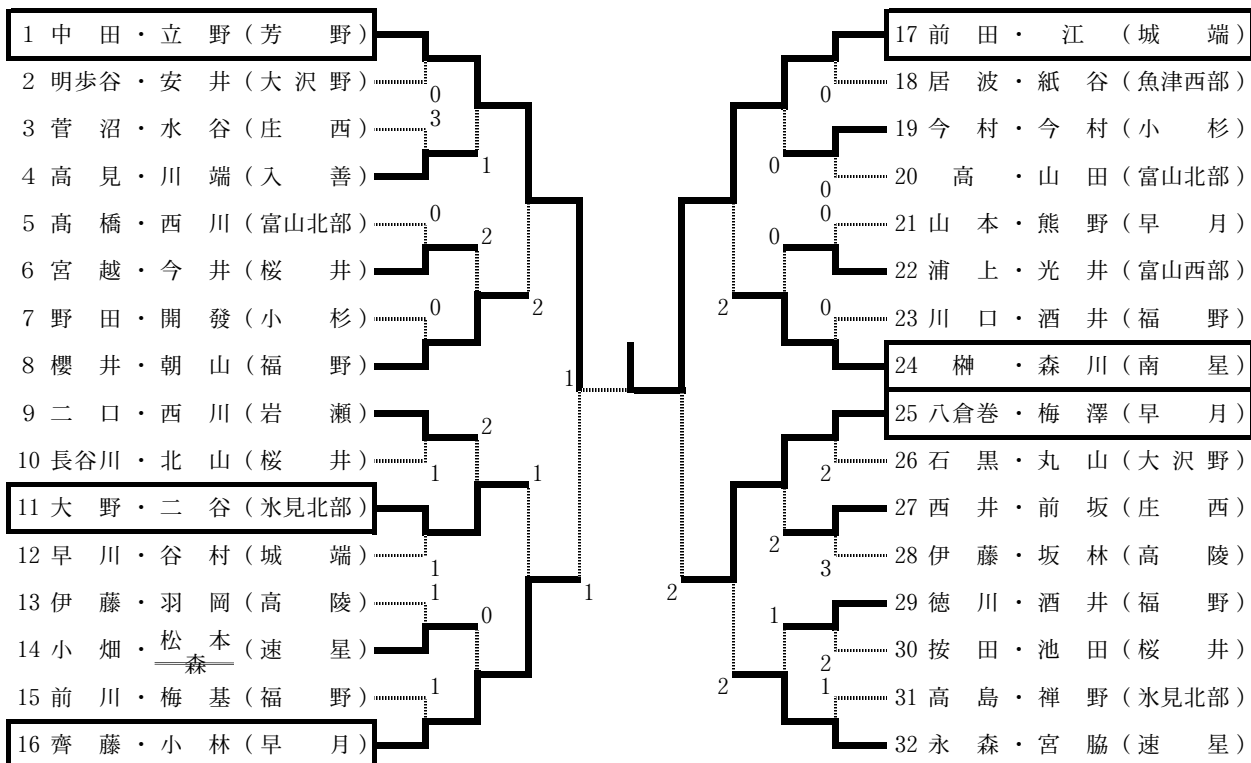 1 中 田 ・ 立 野 ( 芳 野 )
2 明歩谷 ・ 安 井 ( 大 沢 野 )
0
3
3 菅 沼 ・ 水 谷 ( 庄 西 )
4 高 見 ・ 川 端 ( 入 善 )
1
5 髙 橋 ・ 西 川 ( 富山北部 )
0
2
6 宮 越 ・ 今 井 ( 桜 井 )
2
7 野 田 ・ 開 發 ( 小 杉 )
0
8 櫻 井 ・ 朝 山 ( 福 野 )
1
9 二 口 ・ 西 川 ( 岩 瀬 )
2
10 長谷川 ・ 北 山 ( 桜 井 )
1
1
11 大 野 ・ 二 谷 ( 氷見北部 )
12 早 川 ・ 谷 村 ( 城 端 )
1
1
1
13 伊 藤 ・ 羽 岡 ( 高 陵 )
0
14 小 畑 ・ 松 本 ( 速 星 )
森
15 前 川 ・ 梅 基 ( 福 野 )
1
16 齊 藤 ・ 小 林 ( 早 月 )
17 前 田 ・ 江 ( 城 端 )
18 居 波 ・ 紙 谷 ( 魚津西部 )
0
19 今 村 ・ 今 村 ( 小 杉 )
0
20 高 ・ 山 田 ( 富山北部 )
0
0
21 山 本 ・ 熊 野 ( 早 月 )
0
22 浦 上 ・ 光 井 ( 富山西部 )
2
0
23 川 口 ・ 酒 井 ( 福 野 )
24 榊 ・ 森 川 ( 南 星 )
25 八倉巻 ・ 梅 澤 ( 早 月 )
26 石 黒 ・ 丸 山 ( 大 沢 野 )
2
27 西 井 ・ 前 坂 ( 庄 西 )
2
28 伊 藤 ・ 坂 林 ( 高 陵 )
3
2
29 徳 川 ・ 酒 井 ( 福 野 )
1
30 按 田 ・ 池 田 ( 桜 井 )
2
2
1
31 高 島 ・ 禅 野 ( 氷見北部 )
32 永 森 ・ 宮 脇 ( 速 星 )